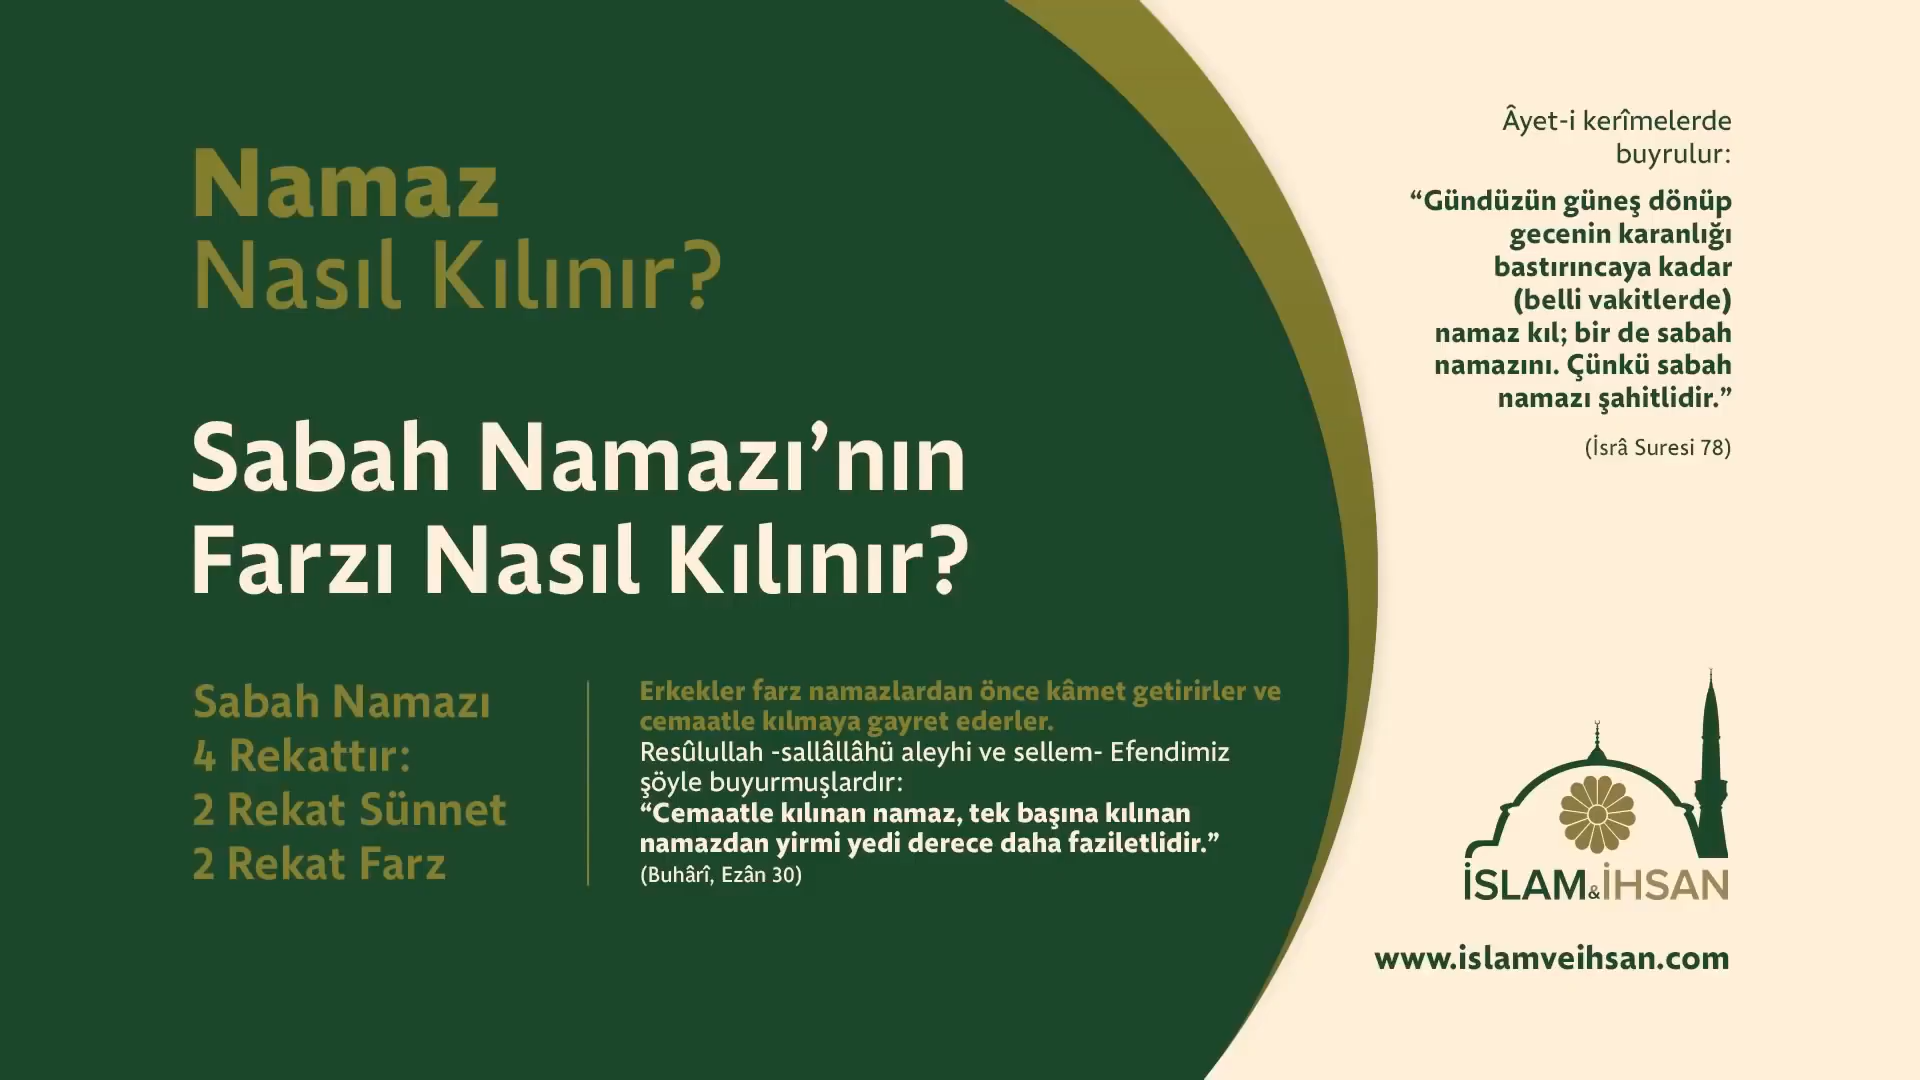 Namaz
Nasıl Kılınır?
Sabah Namazı’nın
Farzı Nasıl Kılınır?
Sabah Namazı
4 Rekattır:
2 Rekat Sünnet
2 Rekat Farz
Erkekler farz namazlardan önce kâmet getirirler ve
cemaatle kılmaya gayret ederler.
Resûlullah -sallâllâhü aleyhi ve sellem- Efendimiz
şöyle buyurmuşlardır:
“Cemaatle kılınan namaz, tek başına kılınan
namazdan yirmi yedi derece daha faziletlidir.”
(Buhârî, Ezân 30)
Âyet-i kerîmelerde
buyrulur:
“Gündüzün güneş dönüp
gecenin karanlığı
bastırıncaya kadar
(belli vakitlerde)
namaz kıl; bir de sabah
namazını. Çünkü sabah
namazı şahitlidir.”
(İsrâ Suresi 78)
İSLAM&İHSAN
www.islamveihsan.com